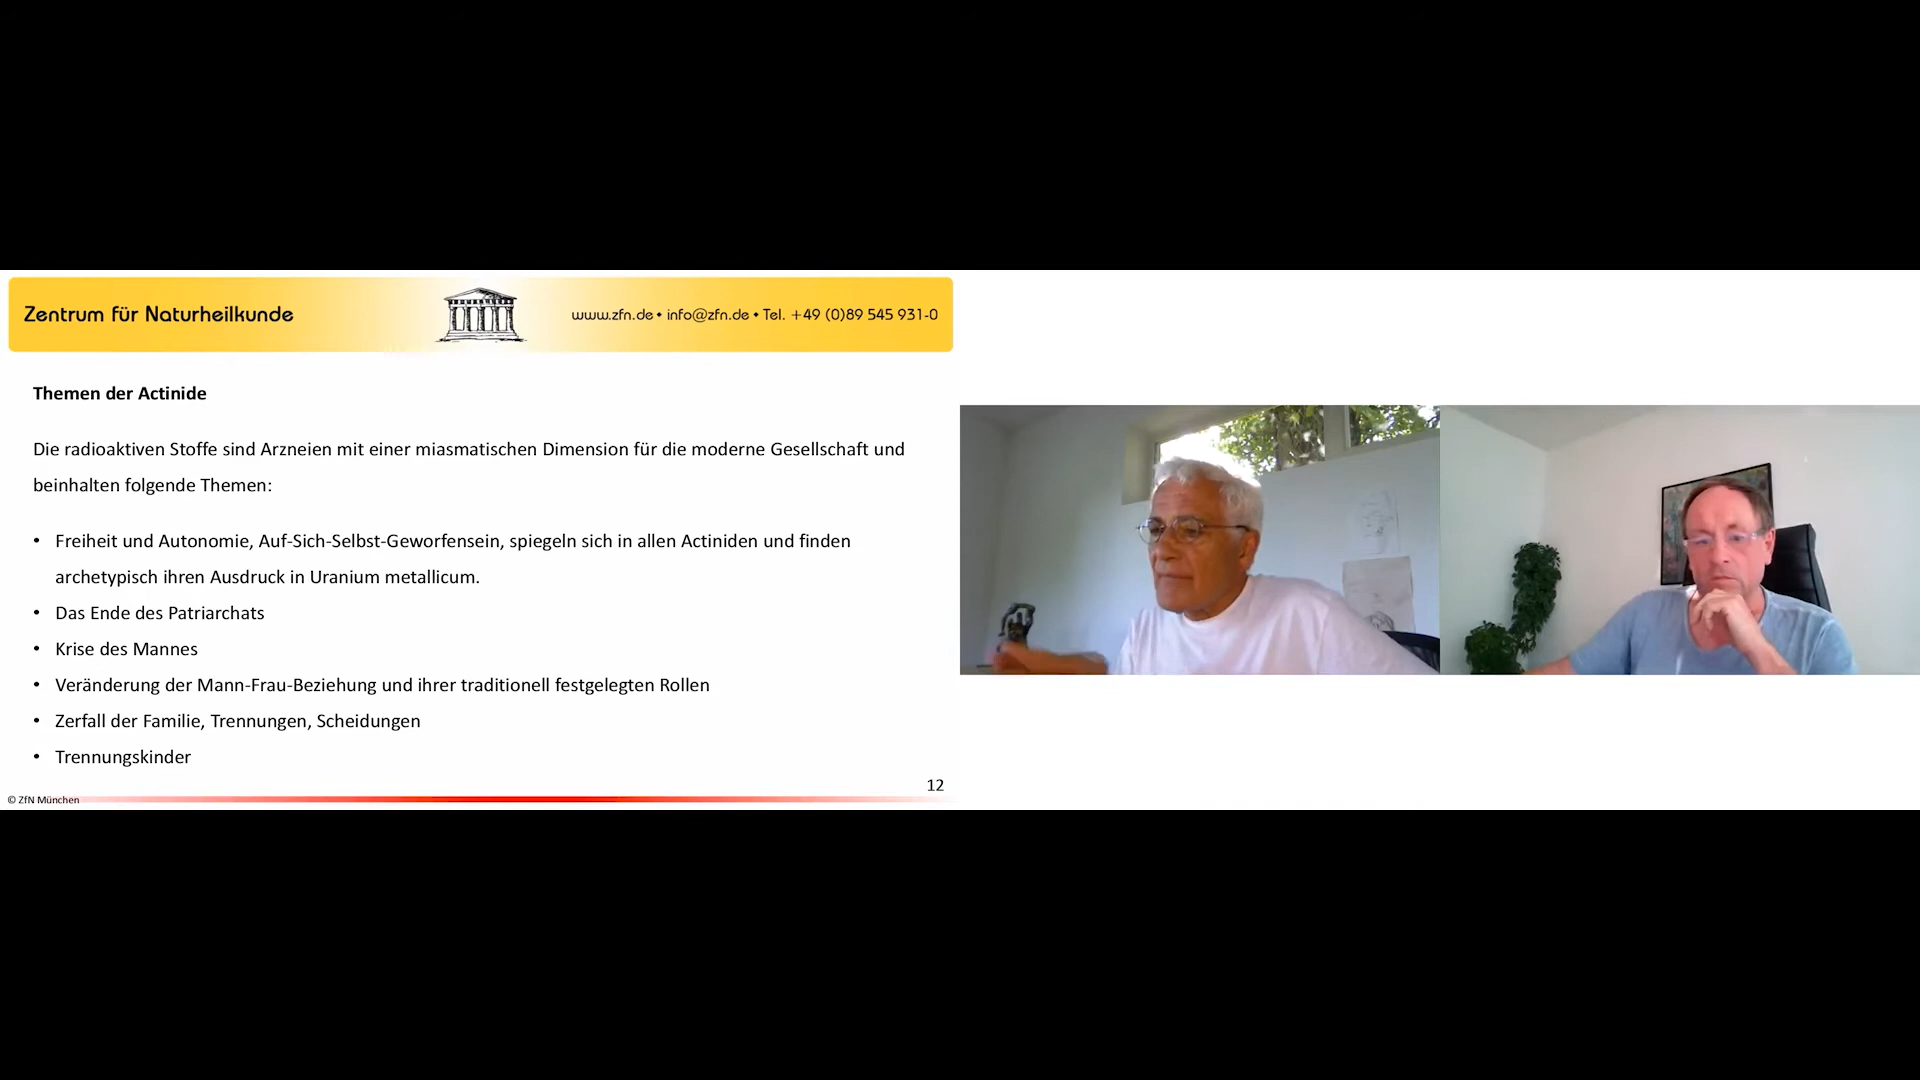 Zentrum für Naturheilkunde
www.zfn.de • info@zfn.de • Tel. +49 (0)89 545 931-0
Themen der Actinide
Die radioaktiven Stoffe sind Arzneien mit einer miasmatischen Dimension für die moderne Gesellschaft und
beinhalten folgende Themen:
• Freiheit und Autonomie, Auf-Sich-Selbst-Geworfensein, spiegeln sich in allen Actiniden und finden
archetypisch ihren Ausdruck in Uranium metallicum.
• Das Ende des Patriarchats
• Krise des Mannes
• Veränderung der Mann-Frau-Beziehung und ihrer traditionell festgelegten Rollen
• Zerfall der Familie, Trennungen, Scheidungen
• Trennungskinder
12
© ZfN München